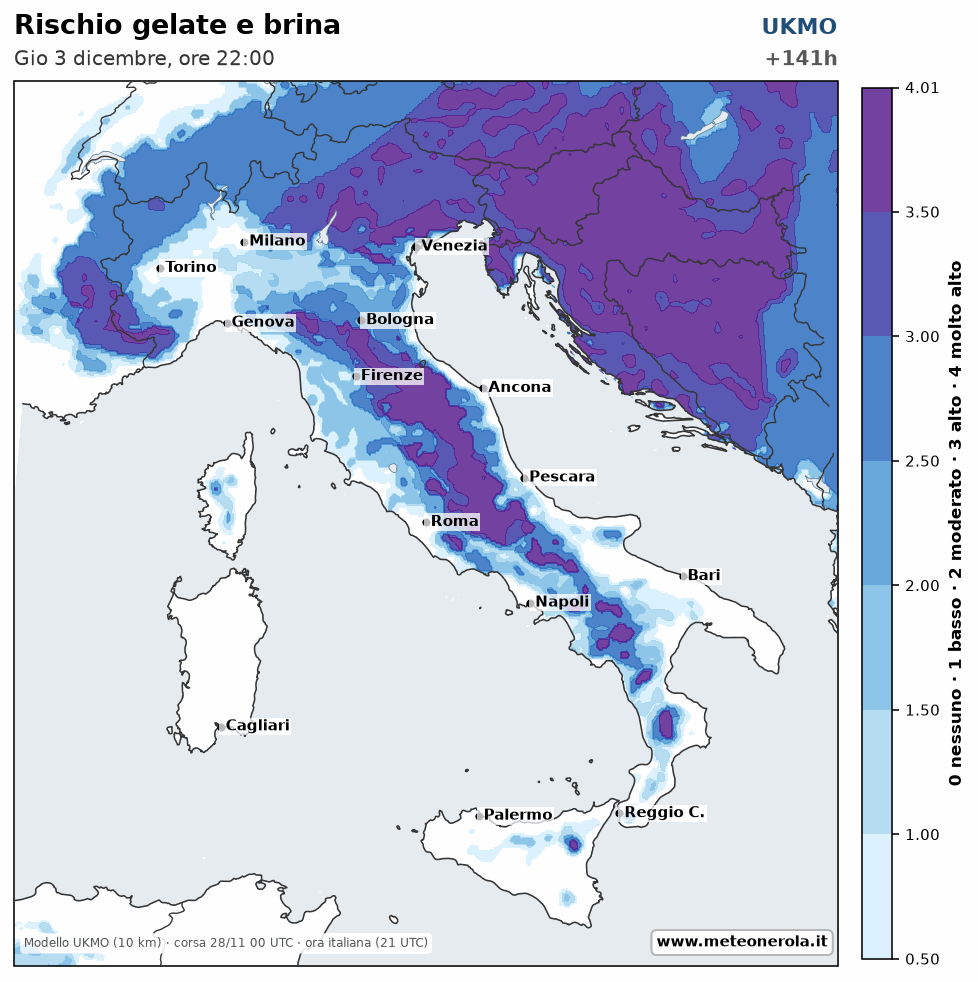 Rischio gelate e brina
UKMO
Gio 3 dicembre, ore 22:00
+141h
4.01
3.50
3.00
2.50
2.00
1.50
1.00
0.50
0 nessuno · 1 basso · 2 moderato · 3 alto · 4 molto alto
Milano
Venezia
Torino
Genova
Bologna
Firenze
Ancona
Pescara
Roma
Bari
Napoli
Cagliari
Palermo
Reggio C.
Modello UKMO (10 km) · corsa 28/11 00 UTC · ora italiana (21 UTC)
www.meteonerola.it